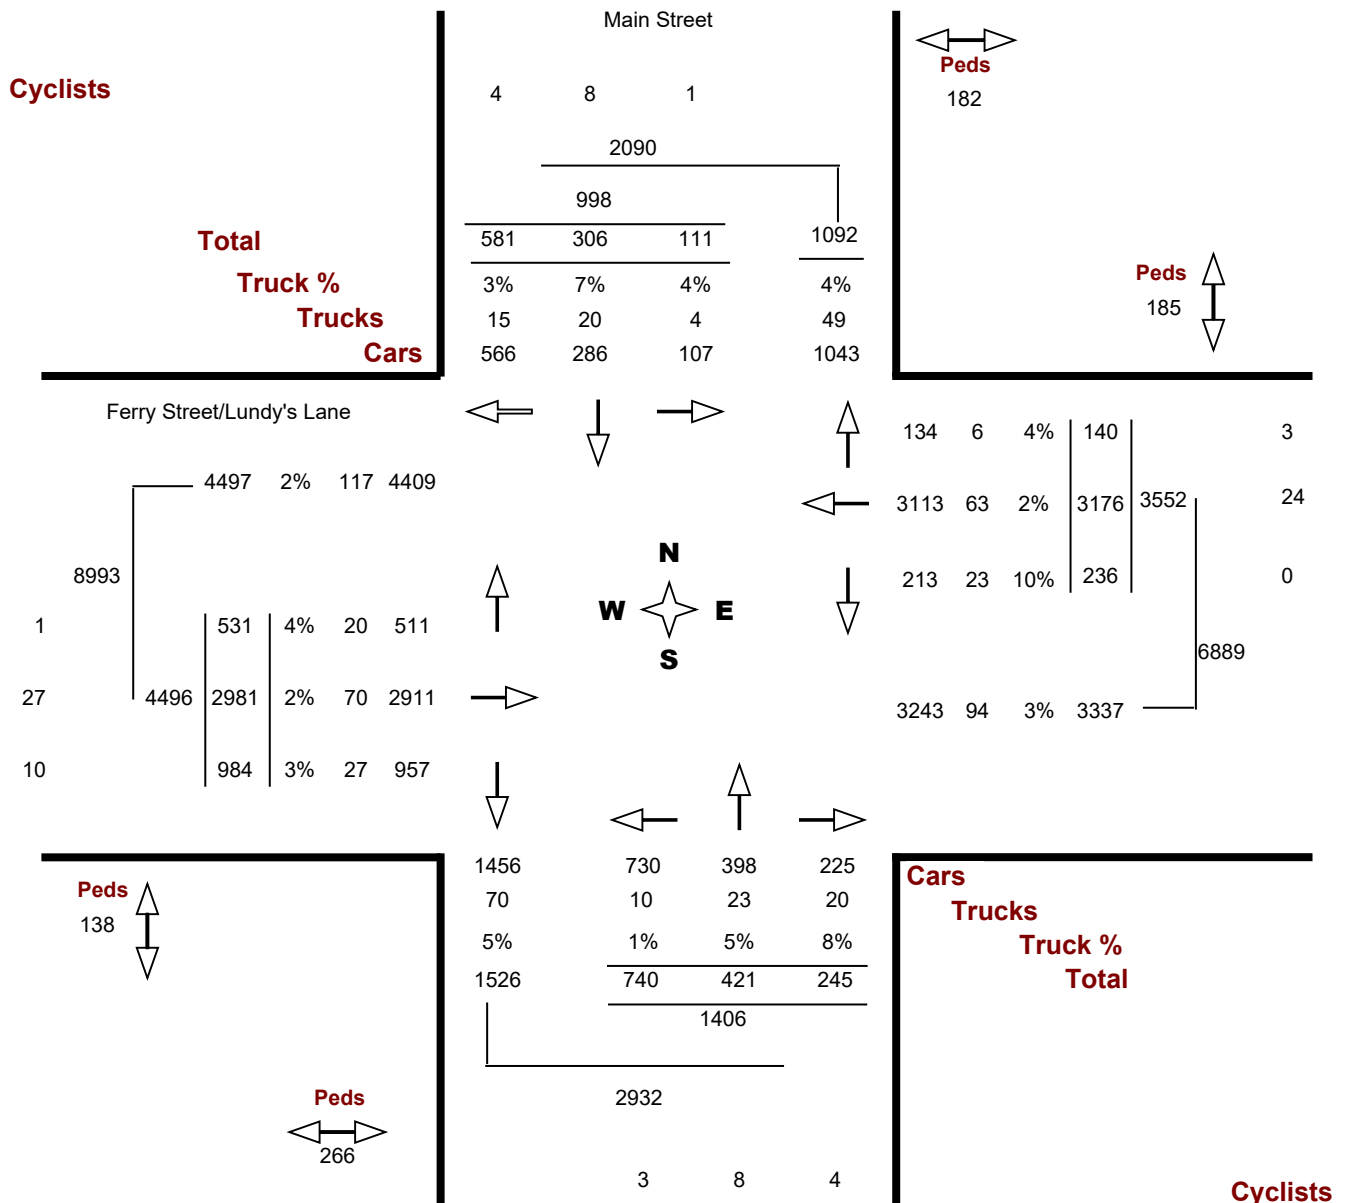 Main Street
Peds
182
Cyclists
4 8 1
2090
998
Total 581 306 111 1092
Peds
185
Truck % 3% 7% 4% 4%
Trucks 15 20 4 49
Cars 566 286 107 1043
Ferry Street/Lundy's Lane
134 6 4% 140 3
4497 2% 117 4409
3113 63 2% 3176 3552 24
N
8993
213 23 10% 236 0
W E
1 531 4% 20 511
S
6889
27 4496 2981 2% 70 2911
3243 94 3% 3337
10 984 3% 27 957
1456 730 398 225 Cars
Peds
138
70 10 23 20 Trucks
5% 1% 5% 8% Truck %
1526 740 421 245 Total
1406
2932
Peds
266
3 8 4
Cyclists